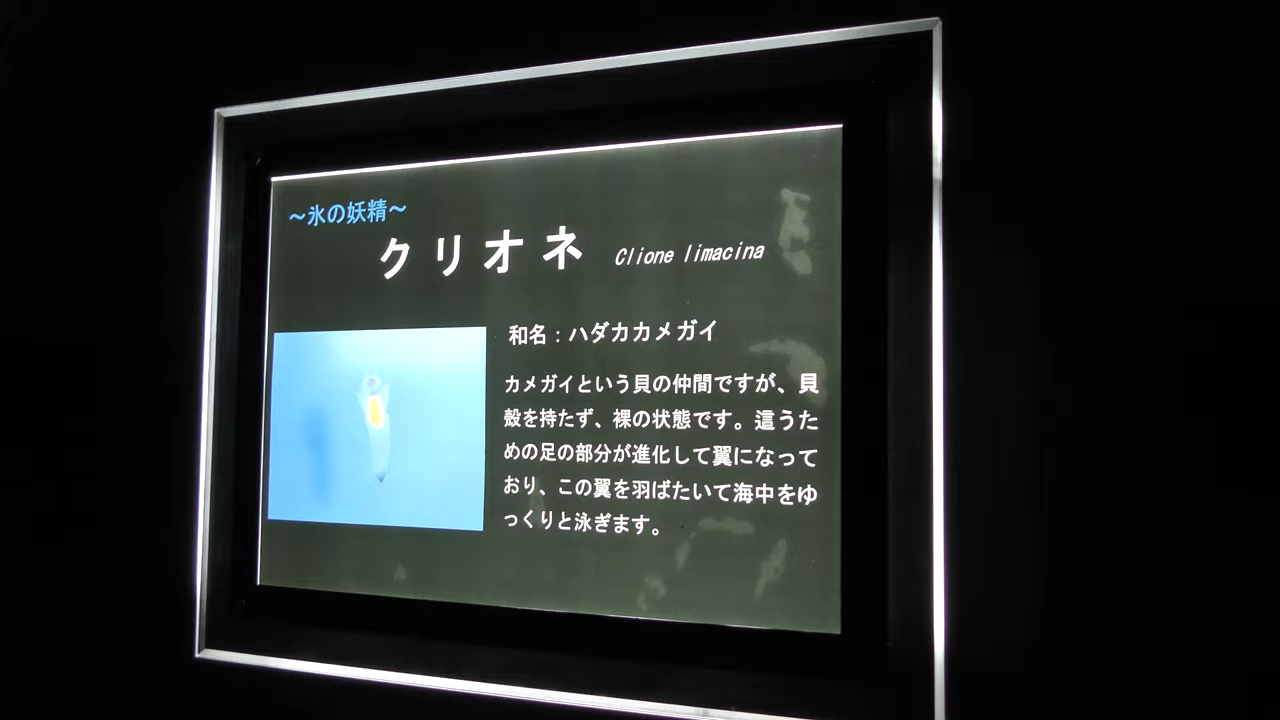 ～氷の妖精～
クリオネ Clione limacina
和名：ハダカカメガイ
カメガイという貝の仲間ですが、貝
殻を持たず、裸の状態です。這うた
めの足の部分が進化して翼になって
おり、この翼を羽ばたいて海中をゆ
っくりと泳ぎます。